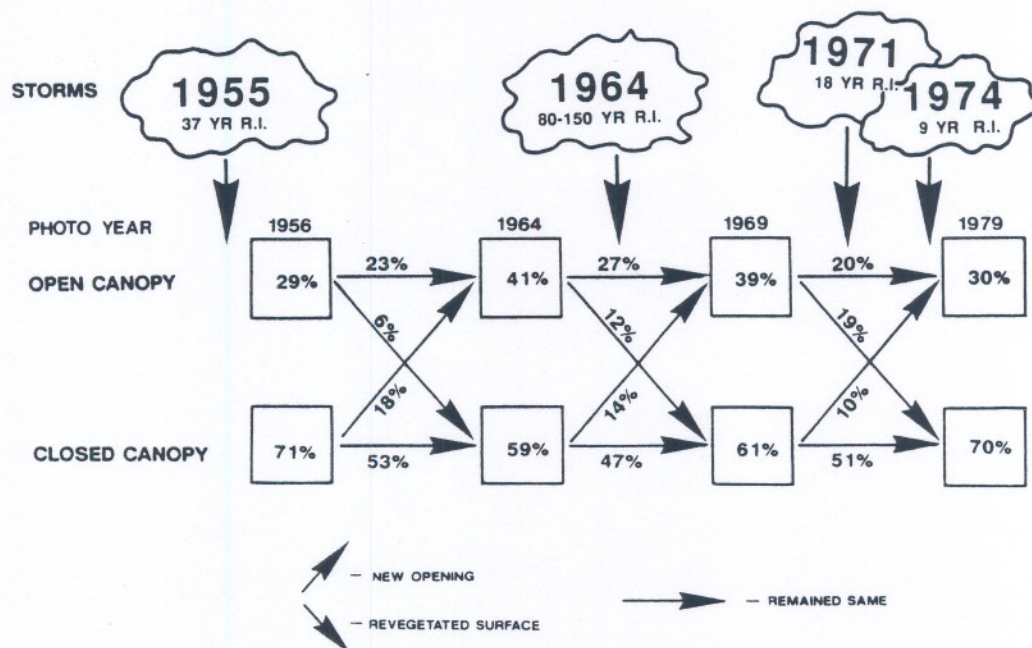 STORMS
1955
37 YR R.I.
1964
80-150 YR R.I.
1971
18 YR R.I.
1974
9 YR R.I.
PHOTO YEAR
1956
1964
1969
1979
OPEN CANOPY
29%
23%
41%
27%
39%
20%
30%
6%
12%
19%
18%
14%
10%
CLOSED CANOPY
71%
53%
59%
47%
61%
51%
70%
– NEW OPENING
– REVEGETATED SURFACE
– REMAINED SAME